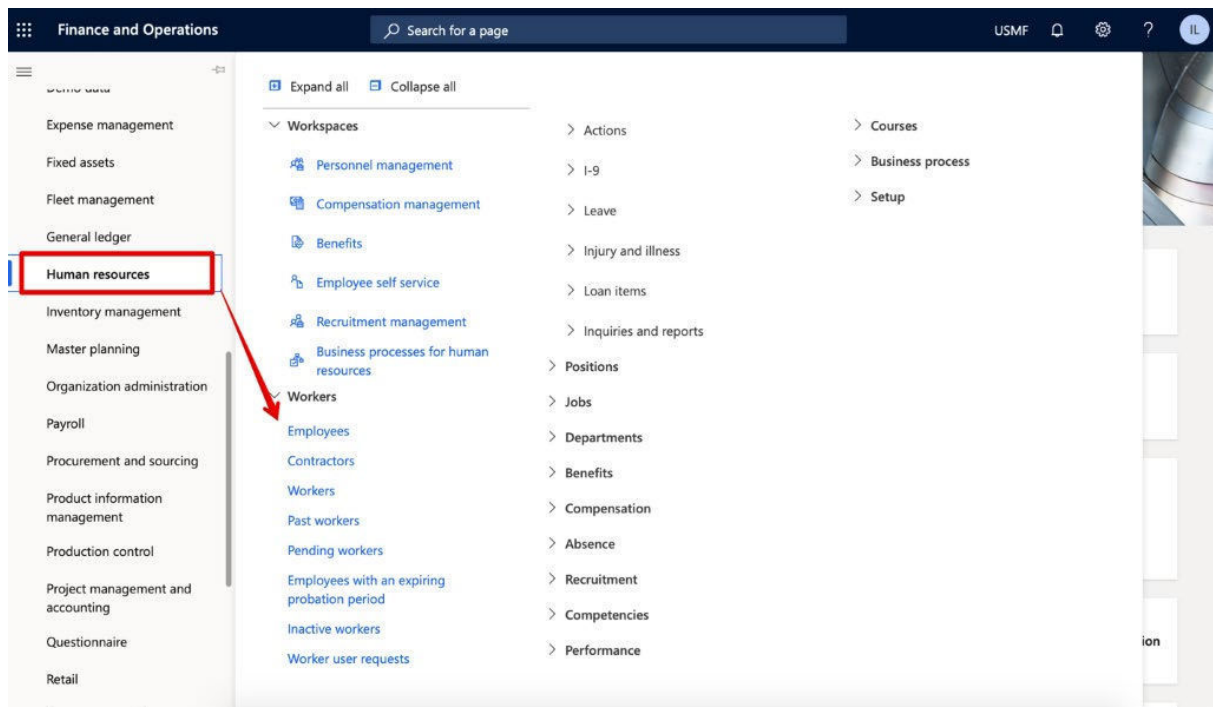 Finance and Operations
Search for a page
USMF
?
IL
Expense management
Fixed assets
Fleet management
General ledger
Human resources
Inventory management
Master planning
Organization administration
Payroll
Procurement and sourcing
Product information
management
Production control
Project management and
accounting
Questionnaire
Retail
Expand all
Collapse all
Workspaces
Personnel management
Compensation management
Benefits
Employee self service
Recruitment management
Business processes for human
resources
Workers
Employees
Contractors
Workers
Past workers
Pending workers
Employees with an expiring
probation period
Inactive workers
Worker user requests
Actions
I-9
Leave
Injury and illness
Loan items
Inquiries and reports
Positions
Jobs
Departments
Benefits
Compensation
Absence
Recruitment
Competencies
Performance
Courses
Business process
Setup
ion